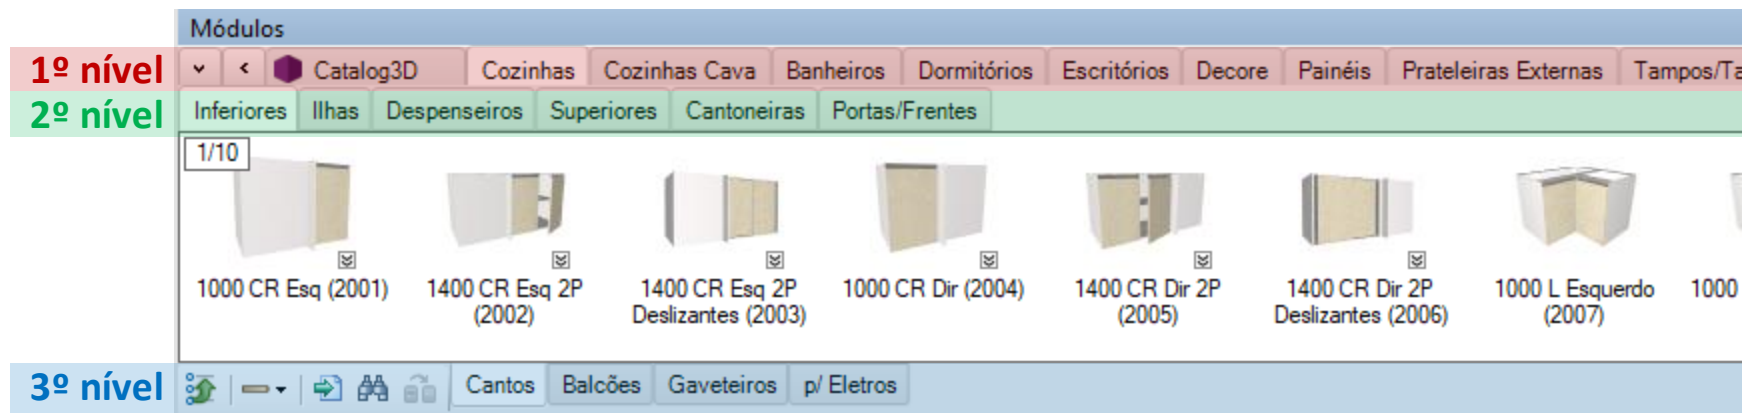 Módulos
1º nível Catalog3D Cozinhas Cozinhas Cava Banheiros Dormitórios Escritórios Decore Painéis Prateleiras Externas Tampos/Ta
2º nível Inferiores Ilhas Despenseiros Superiores Cantoneiras Portas/Frentes
1/10
1000 CR Esq (2001) 1400 CR Esq 2P 1400 CR Esq 2P 1000 CR Dir (2004) 1400 CR Dir 2P 1400 CR Dir 2P 1000 L Esquerdo 1000
(2002) Deslizantes (2003) (2005) Deslizantes (2006) (2007)
3º nível Cantos Balcões Gaveteiros p/ Eletros